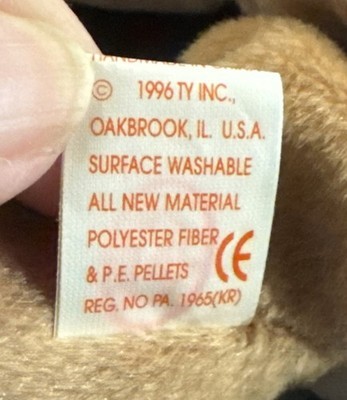 © 1996 TY INC.,
OAKBROOK, IL. U.S.A.
SURFACE WASHABLE
ALL NEW MATERIAL
POLYESTER FIBER
& P.E. PELLETS CE
REG. NO PA. 1965(KR)